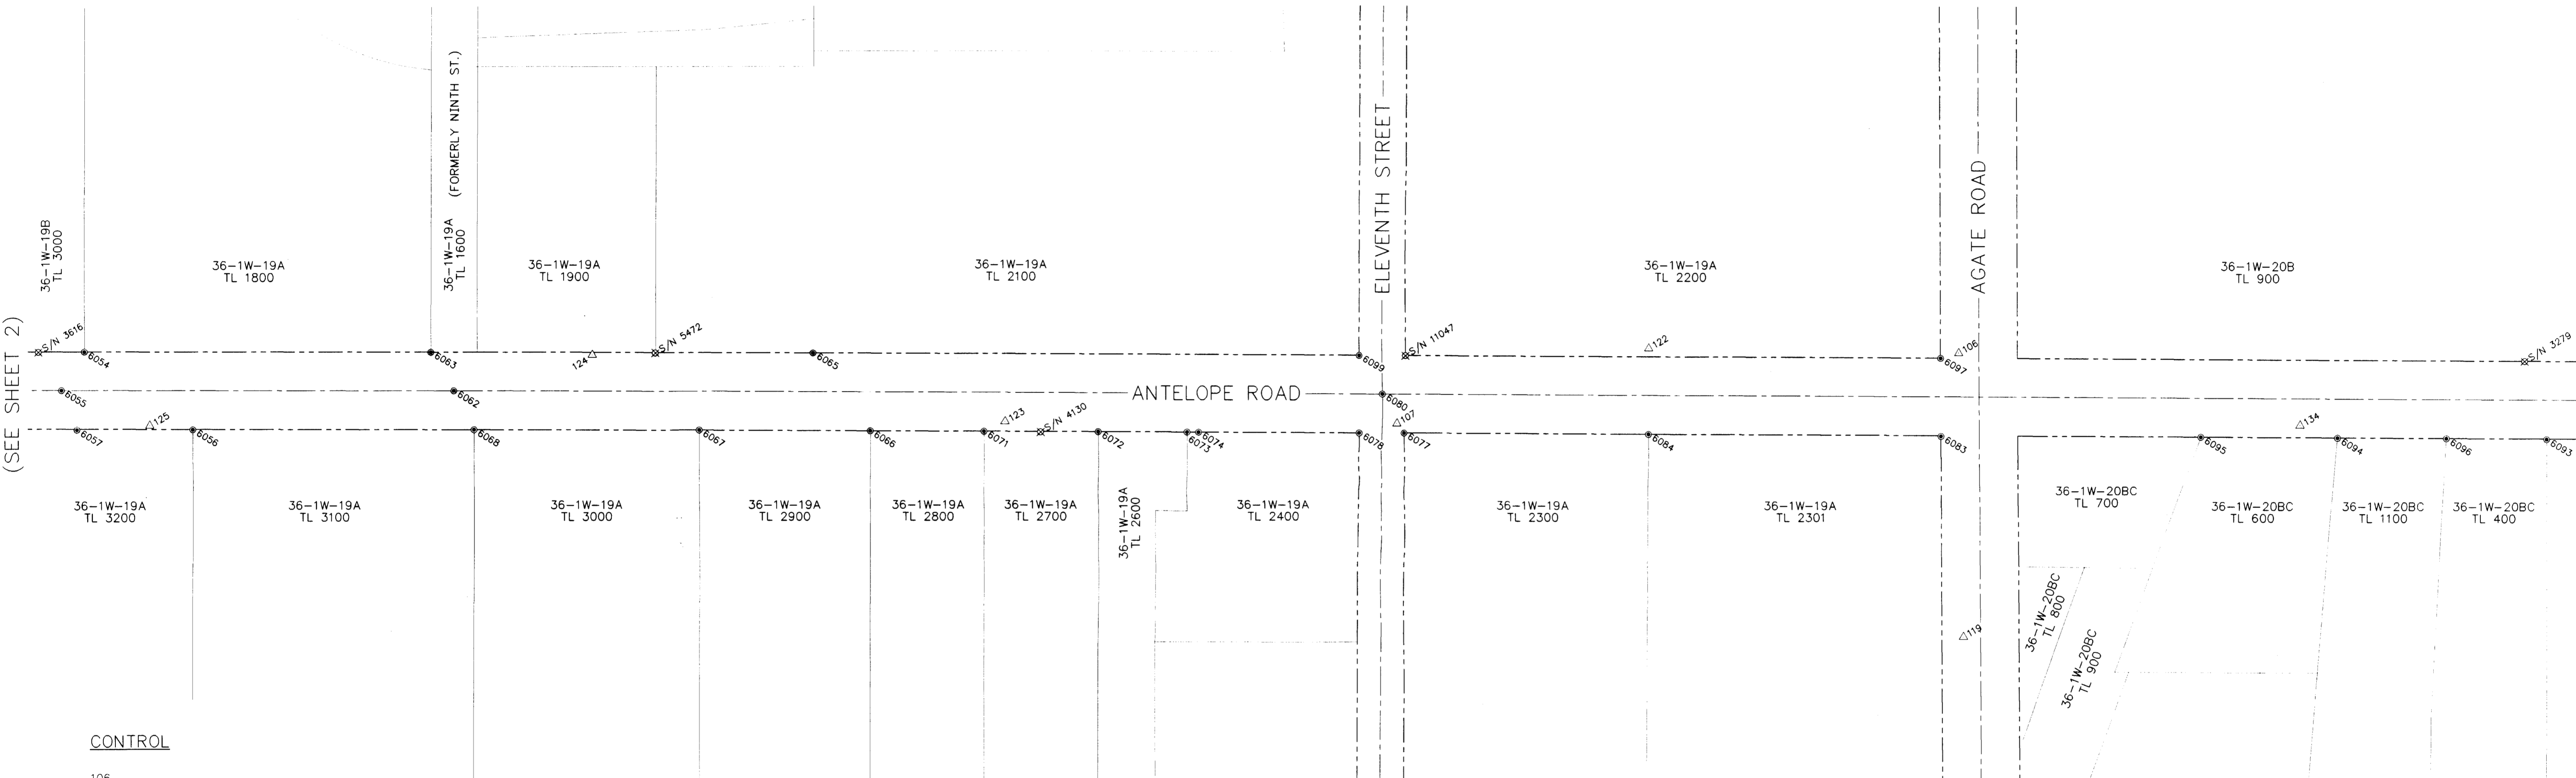 (SEE SHEET 2)
36-1W-19B
TL 3000
36-1W-19A
TL 1800
36-1W-19A
TL 1600
(FORMERLY NINTH ST.)
36-1W-19A
TL 1900
36-1W-19A
TL 2100
ELEVENTH STREET
36-1W-19A
TL 2200
AGATE ROAD
36-1W-20B
TL 900
S/N 3616
6054
6063
124
S/N 5472
6065
6099
S/N 11047
122
6097
106
S/N 3279
6055
6062
ANTELOPE ROAD
6080
6057
125
6056
6068
6067
6066
6071
123
S/N 4130
6072
6073
6074
6078
107
6077
6084
6083
6095
134
6094
6096
6093
36-1W-19A
TL 3200
36-1W-19A
TL 3100
36-1W-19A
TL 3000
36-1W-19A
TL 2900
36-1W-19A
TL 2800
36-1W-19A
TL 2700
36-1W-19A
TL 2600
36-1W-19A
TL 2400
36-1W-19A
TL 2300
36-1W-19A
TL 2301
119
36-1W-20BC
TL 700
36-1W-20BC
TL 800
36-1W-20BC
TL 900
36-1W-20BC
TL 600
36-1W-20BC
TL 1100
36-1W-20BC
TL 400
CONTROL
106